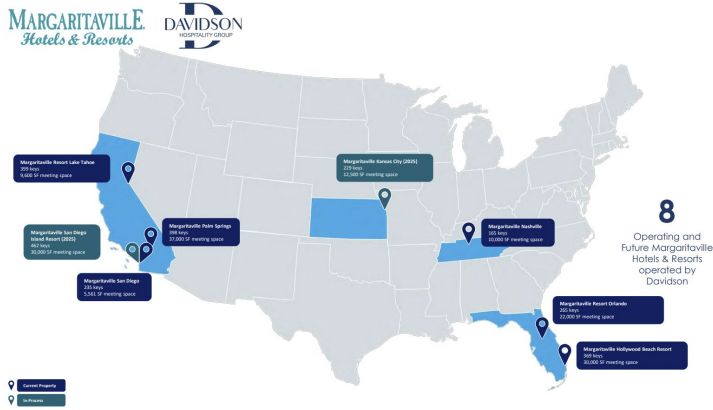 MARGARITAVILLE
Hotels & Resorts
DAVIDSON
HOSPITALITY GROUP
Margaritaville Resort Lake Tahoe
399 keys
9,600 SF meeting space
Margaritaville Kansas City (2025)
229 keys
12,500 SF meeting space
Margaritaville San Diego
Island Resort (2025)
462 keys
30,000 SF meeting space
Margaritaville Palm Springs
398 keys
37,000 SF meeting space
Margaritaville Nashville
165 keys
10,000 SF meeting space
8
Operating and
Future Margaritaville
Hotels & Resorts
operated by
Davidson
Margaritaville San Diego
235 keys
5,561 SF meeting space
Margaritaville Resort Orlando
265 keys
22,000 SF meeting space
Margaritaville Hollywood Beach Resort
369 keys
30,000 SF meeting space
Current Property
In-Process